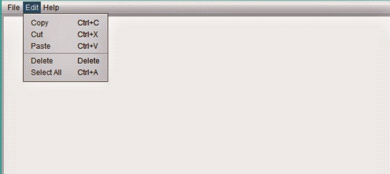 File Edit Help
Copy Ctrl+C
Cut Ctrl+X
Paste Ctrl+V
Delete Delete
Select All Ctrl+A